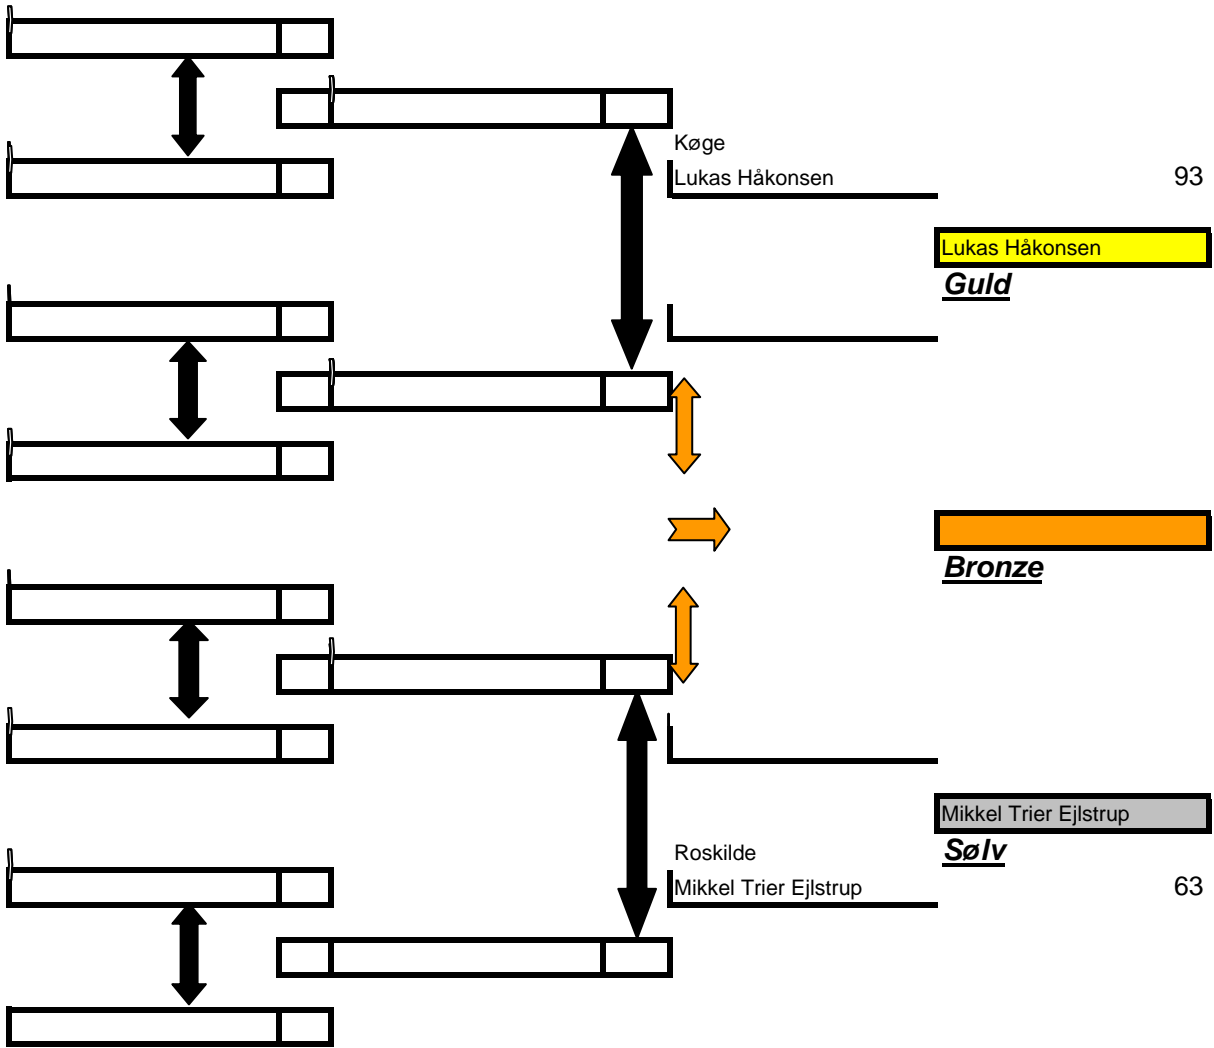 Køge
Lukas Håkonsen 93
Lukas Håkonsen
Guld
Bronze
Mikkel Trier Ejlstrup
Sølv
Roskilde
Mikkel Trier Ejlstrup 63